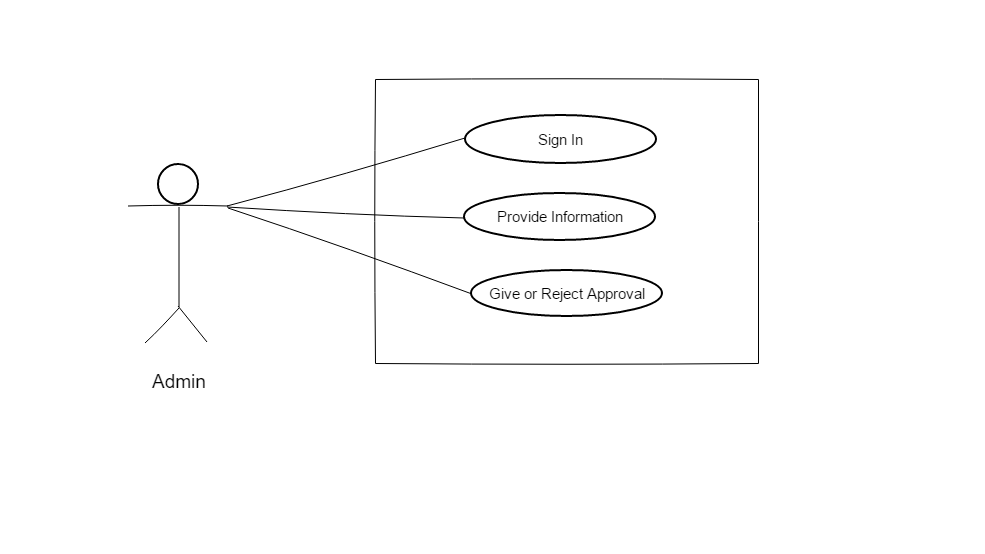 Sign In
Provide Information
Give or Reject Approval
Admin